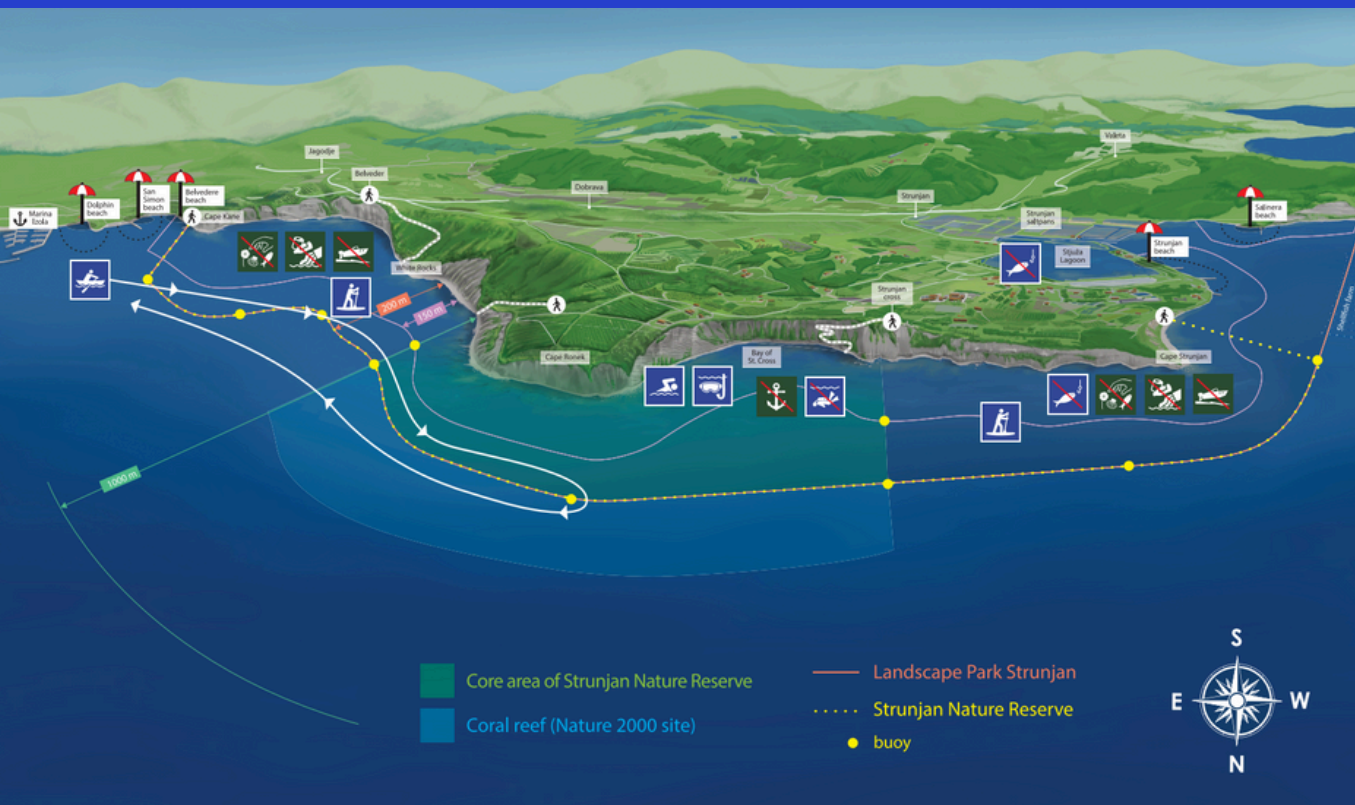 Marina
Izola
Dolphin
beach
San
Simon
beach
Belvedere
beach
Cape Kane
Jagodje
Belveder
Dobrava
Strunjan
Valeta
Strunjan
saltpans
Stjuža
Lagoon
Strunjan
beach
Salinera
beach
White Rocks
200 m
150 m
Cape Ronek
Bay of
St. Cross
Strunjan
cross
Cape Strunjan
Shellfish farm
1000 m
Core area of Strunjan Nature Reserve
Coral reef (Nature 2000 site)
Landscape Park Strunjan
Strunjan Nature Reserve
buoy
S
E
W
N